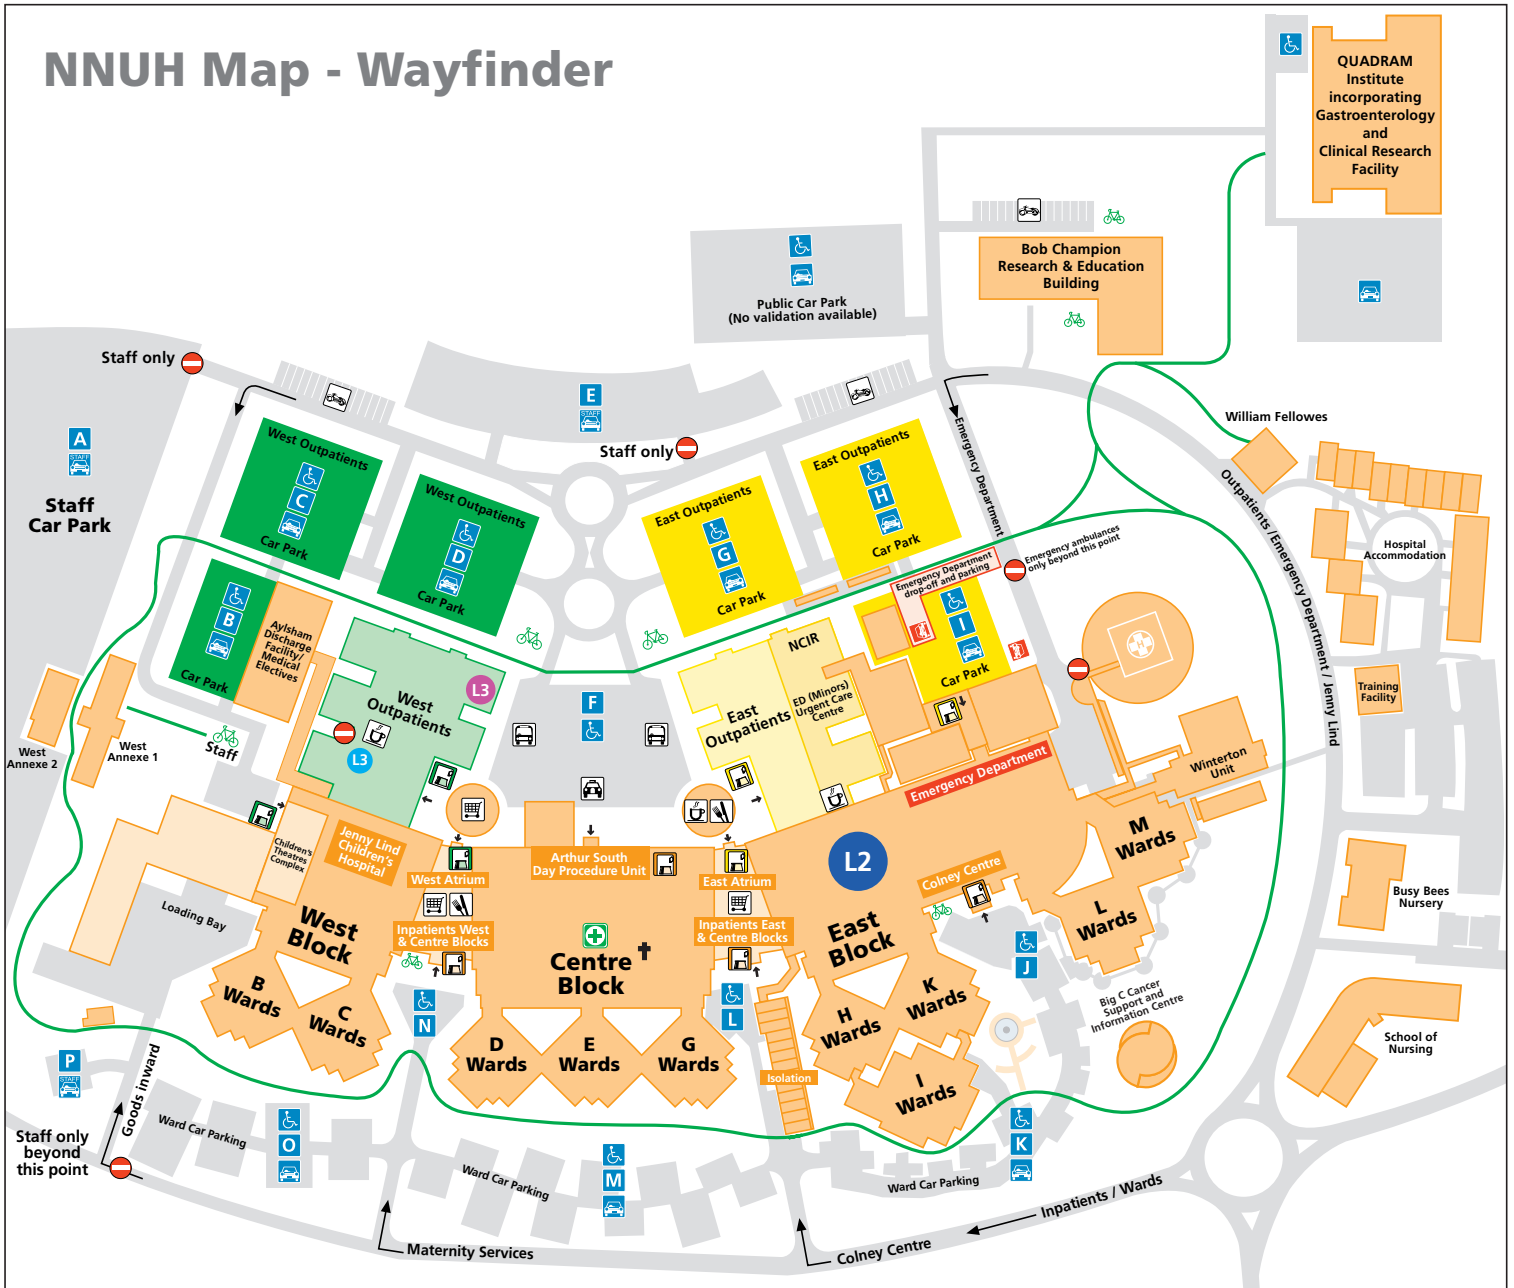 NNUH Map - Wayfinder
QUADRAM
Institute
incorporating
Gastroenterology
and
Clinical Research
Facility
Bob Champion
Research & Education
Building
Public Car Park
(No validation available)
Staff only
E
STAFF
Staff only
A
STAFF
Staff
Car Park
West Outpatients
C
Car Park
West Outpatients
D
Car Park
East Outpatients
G
Car Park
East Outpatients
H
Car Park
Emergency Department
William Fellowes
Outpatients /Emergency Department / Jenny Lind
Hospital
Accommodation
Emergency ambulances
only beyond this point
Emergency Department
drop-off and parking
I
Car Park
B
Car Park
Aylsham
Discharge
Facility/
Medical
Electives
West
Outpatients
L3
L3
F
NCIR
East
Outpatients
ED (Minors)
Urgent Care
Centre
Training
Facility
West
Annexe 2
West
Annexe 1
Staff
Emergency Department
Winterton
Unit
Children's
Theatres
Complex
Jenny Lind
Children's
Hospital
West Atrium
Arthur South
Day Procedure Unit
East Atrium
L2
Colney Centre
M
Wards
L
Wards
Busy Bees
Nursery
Loading Bay
West
Block
Inpatients West
& Centre Blocks
Centre
Block
Inpatients East
& Centre Blocks
East
Block
J
B
Wards
C
Wards
N
L
H
Wards
K
Wards
Big C Cancer
Support and
Information Centre
D
Wards
E
Wards
G
Wards
Isolation
I
Wards
School of
Nursing
P
STAFF
Goods inward
Staff only
beyond
this point
Ward Car Parking
O
Ward Car Parking
M
K
Ward Car Parking
Maternity Services
Colney Centre
Inpatients / Wards